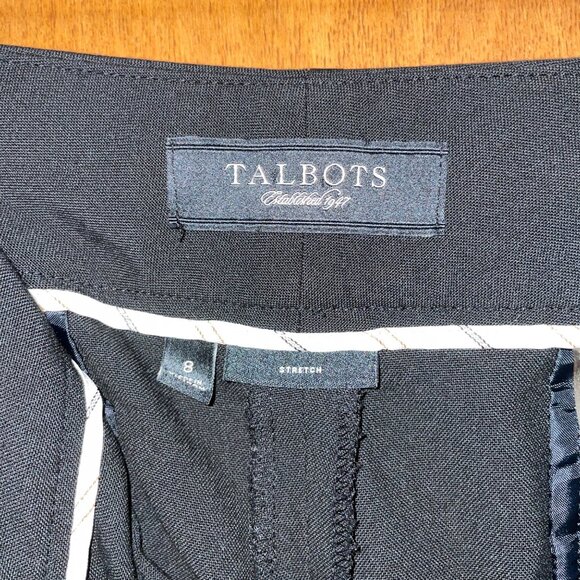 TALBOTS
Established 1947
8
STRETCH